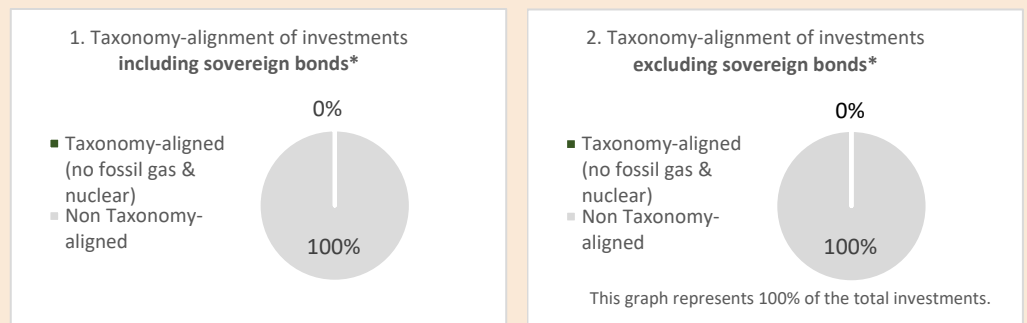 1. Taxonomy-alignment of investments
including sovereign bonds*
0%
Taxonomy-aligned
(no fossil gas &
nuclear)
Non Taxonomy-
aligned
100%
2. Taxonomy-alignment of investments
excluding sovereign bonds*
0%
Taxonomy-aligned
(no fossil gas &
nuclear)
Non Taxonomy-
aligned
100%
This graph represents 100% of the total investments.